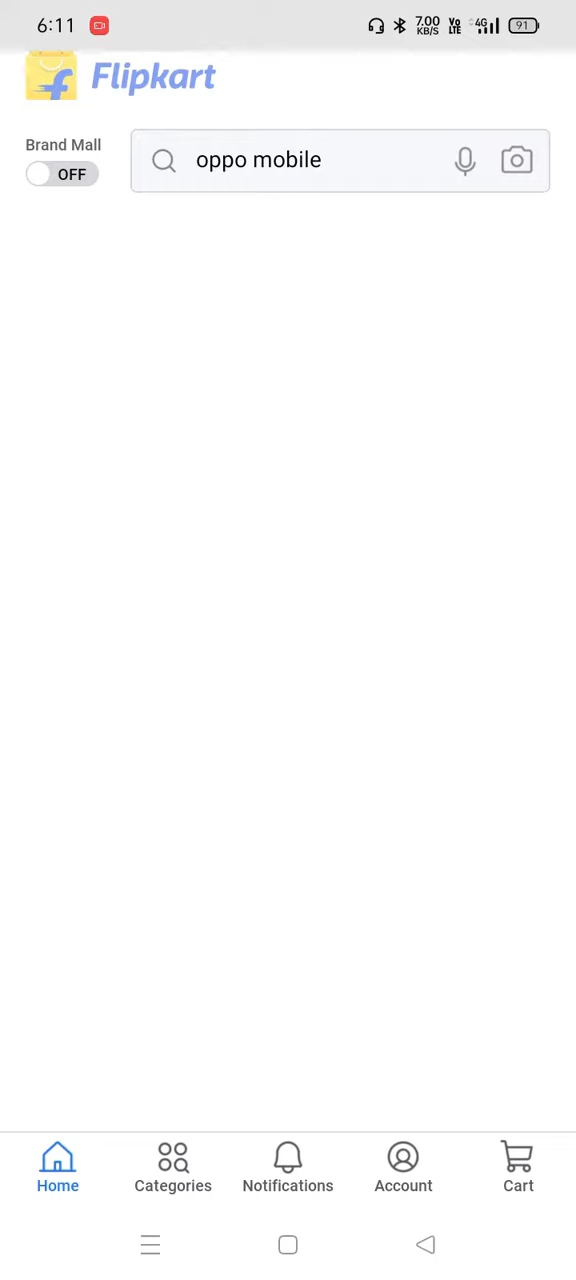 6:11
7.00 KB/S
Vo LTE
4G
91
Flipkart
Brand Mall
OFF
oppo mobile
Home Categories Notifications Account Cart